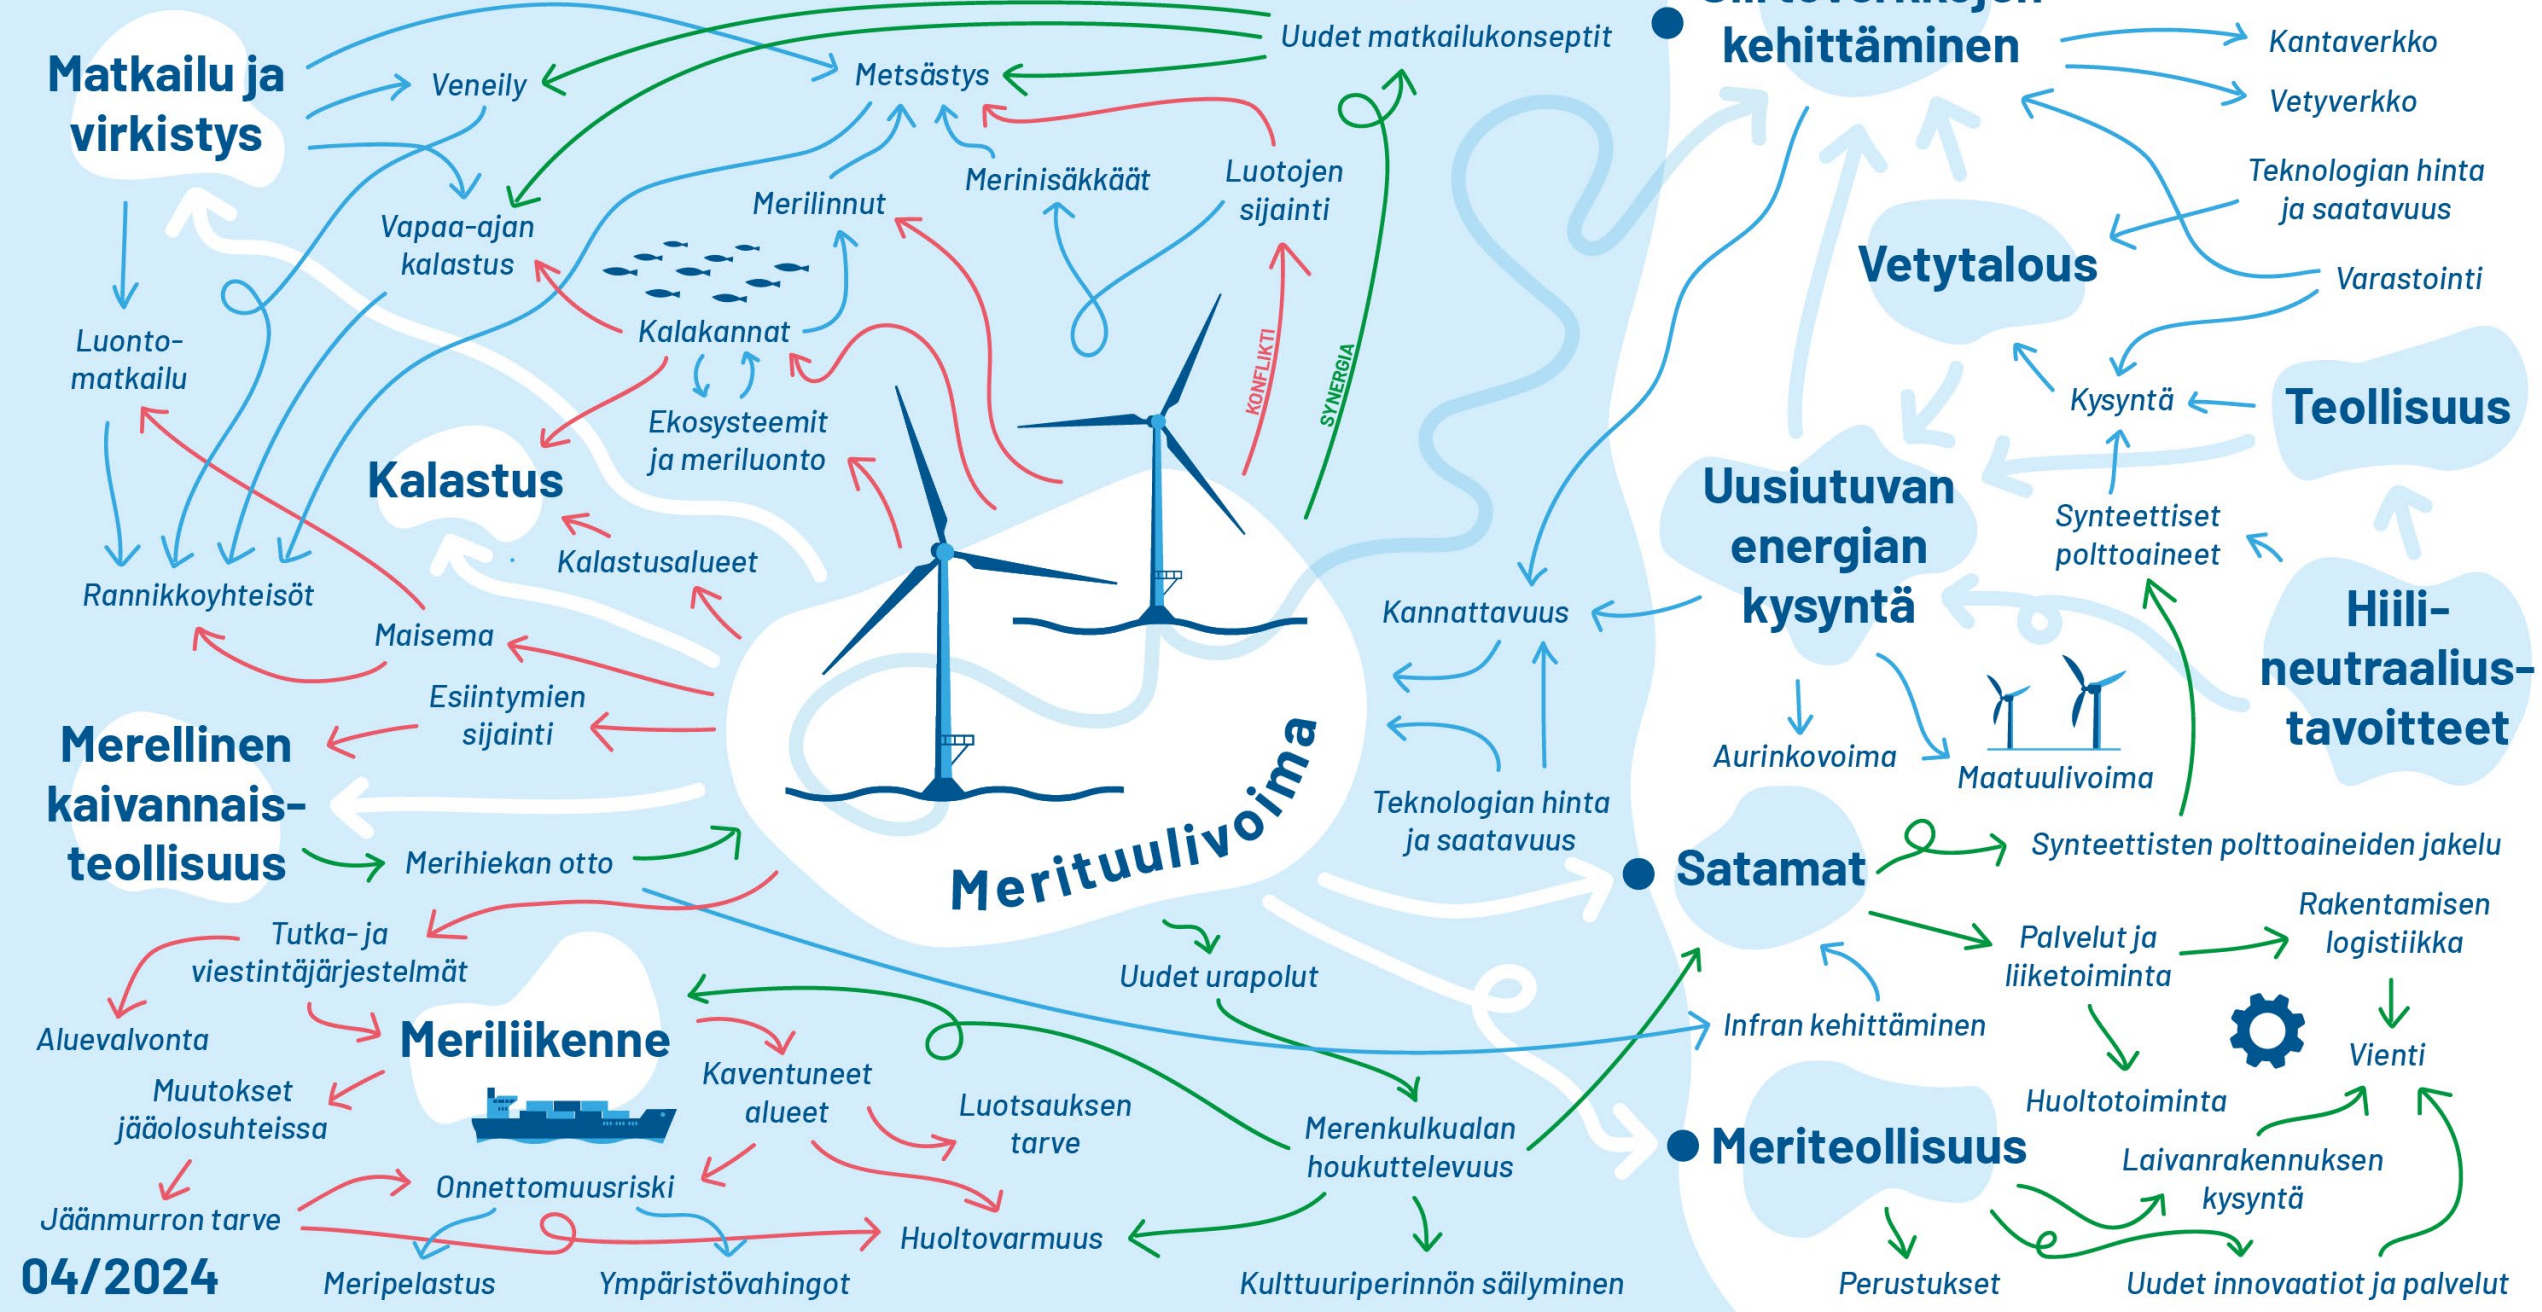 Matkailu ja
virkistys
Veneily
Metsästys
Uudet matkailukonseptit
Vapaa-ajan
kalastus
Merilinnut
Merinisäkkäät
Luotojen
sijainti
Luonto-
matkailu
Kalakannat
Ekosysteemit
ja meriluonto
KONFLIKTI
SYNERGIA
Kalastus
Kalastusalueet
Rannikkoyhteisöt
Maisema
Esiintymien
sijainti
Merellinen
kaivannais-
teollisuus
Merihiekan otto
Merituulivoima
Tutka- ja
viestintäjärjestelmät
Aluevalvonta
Meriliikenne
Muutokset
jääolosuhteissa
Jäänmurron tarve
Kaventuneet
alueet
Luotsauksen
tarve
Onnettomuusriski
Huoltovarmuus
Meripelastus
Ympäristövahingot
04/2024
Uudet urapolut
Merenkulkualan
houkuttelevuus
Kulttuuriperinnön säilyminen
Kannattavuus
Teknologian hinta
ja saatavuus
kehittäminen
Kantaverkko
Vetyverkko
Teknologian hinta
ja saatavuus
Vetytalous
Varastointi
Kysyntä
Teollisuus
Uusiutuvan
energian
kysyntä
Synteettiset
polttoaineet
Hiili-
neutraalius-
tavoitteet
Aurinkovoima
Maatuulivoima
Satamat
Synteettisten polttoaineiden jakelu
Palvelut ja
liiketoiminta
Rakentamisen
logistiikka
Infran kehittäminen
Vienti
Huoltotoiminta
Meriteollisuus
Laivanrakennuksen
kysyntä
Perustukset
Uudet innovaatiot ja palvelut